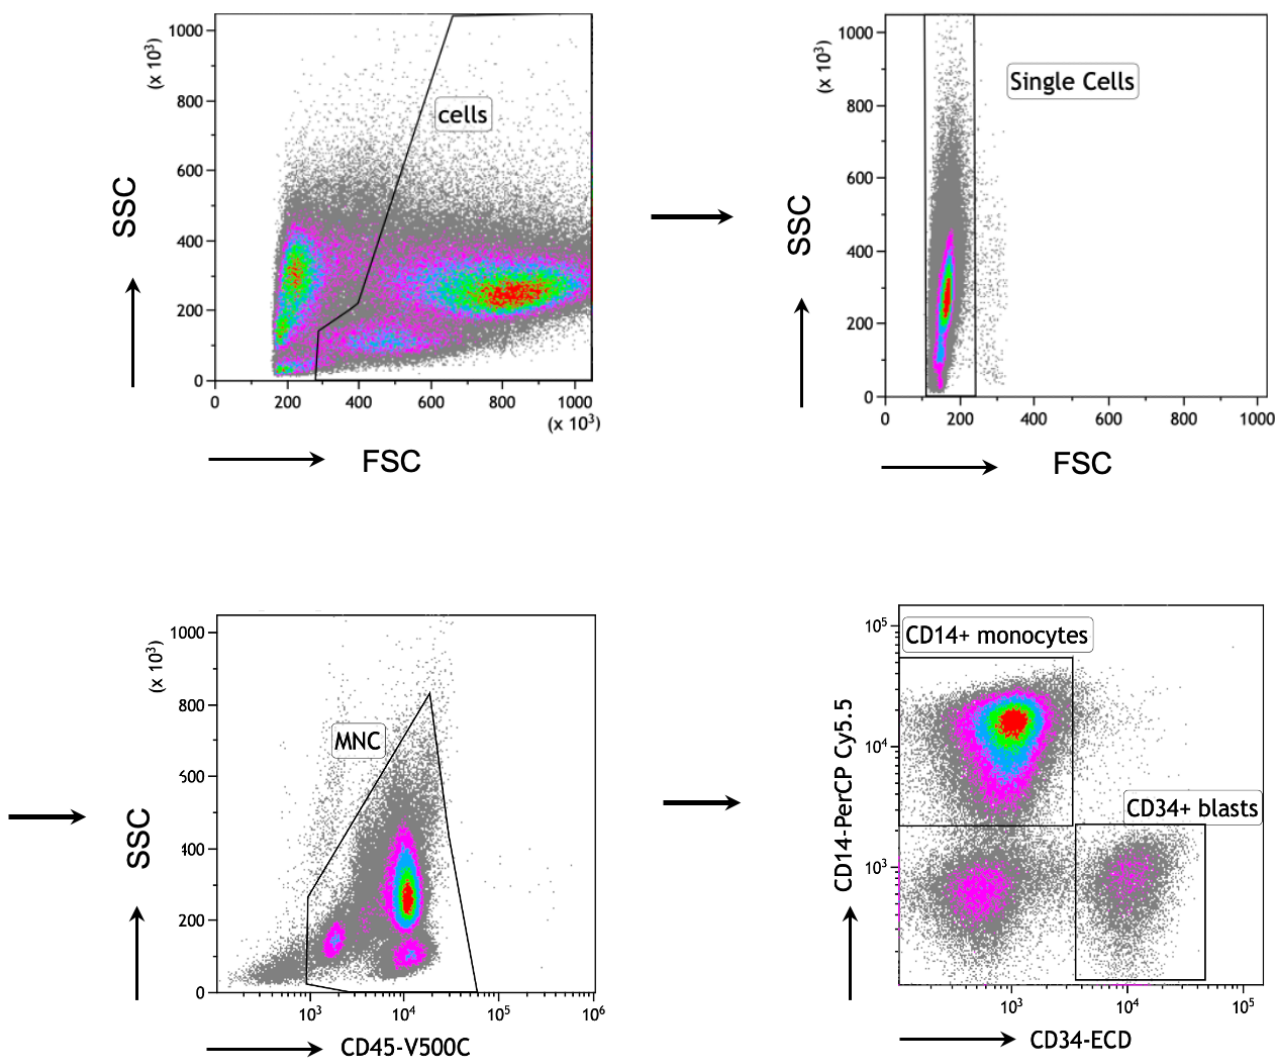 1000
800
600
400
200
0
(x 10³)
SSC
cells
0 200 400 600 800 1000
(x 10³)
FSC
1000
800
600
400
200
0
(x 10³)
SSC
Single Cells
0 200 400 600 800 1000
FSC
1000
800
600
400
200
0
(x 10³)
SSC
MNC
10³ 10⁴ 10⁵ 10⁶
CD45-V500C
10⁵
10⁴
10³
CD14-PerCP Cy5.5
CD14+ monocytes
CD34+ blasts
10³ 10⁴ 10⁵
CD34-ECD